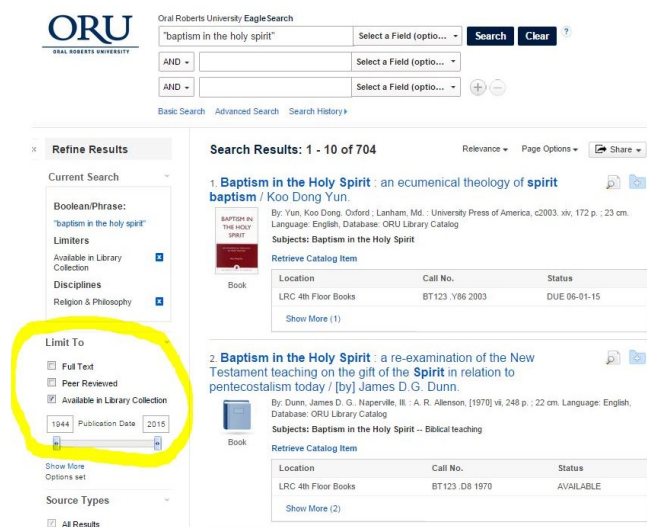 ORU
ORAL ROBERTS UNIVERSITY
Oral Roberts University EagleSearch
"baptism in the holy spirit" Select a Field (optio... Search Clear ?
AND Select a Field (optio...
AND Select a Field (optio...
Basic Search Advanced Search Search History
x Refine Results
Current Search
Boolean/Phrase:
"baptism in the holy spirit"
Limiters
Available in Library
Collection
Disciplines
Religion & Philosophy
Limit To
Full Text
Peer Reviewed
Available in Library Collection
1944 Publication Date 2015
Show More
Options set
Source Types
All Results
Search Results: 1 - 10 of 704 Relevance Page Options Share
1. Baptism in the Holy Spirit : an ecumenical theology of spirit
baptism / Koo Dong Yun.
BAPTISM IN
THE HOLY
SPIRIT
Book
By: Yun, Koo Dong. Oxford ; Lanham, Md. : University Press of America, c2003. xiv, 172 p. ; 23 cm.
Language: English, Database: ORU Library Catalog
Subjects: Baptism in the Holy Spirit
Retrieve Catalog Item
Location Call No. Status
LRC 4th Floor Books BT123 .Y86 2003 DUE 06-01-15
Show More (1)
2. Baptism in the Holy Spirit : a re-examination of the New
Testament teaching on the gift of the Spirit in relation to
pentecostalism today / [by] James D.G. Dunn.
Book
By: Dunn, James D. G.. Naperville, Ill. : A. R. Allenson, [1970] vii, 248 p. ; 22 cm. Language: English,
Database: ORU Library Catalog
Subjects: Baptism in the Holy Spirit -- Biblical teaching
Retrieve Catalog Item
Location Call No. Status
LRC 4th Floor Books BT123 .D8 1970 AVAILABLE
Show More (2)